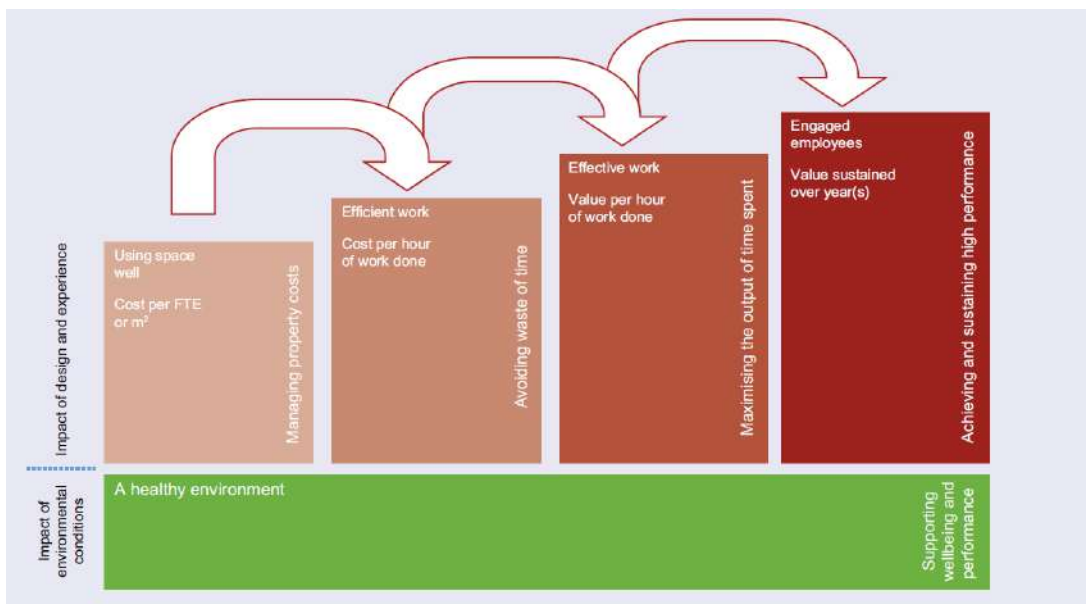 Impact of design and experience
Using space
well
Cost per FTE
or m²
Managing property costs
Efficient work
Cost per hour
of work done
Avoiding waste of time
Effective work
Value per hour
of work done
Maximising the output of time spent
Engaged
employees
Value sustained
over year(s)
Achieving and sustaining high performance
Impact of
environmental
conditions
A healthy environment
Supporting
wellbeing and
performance